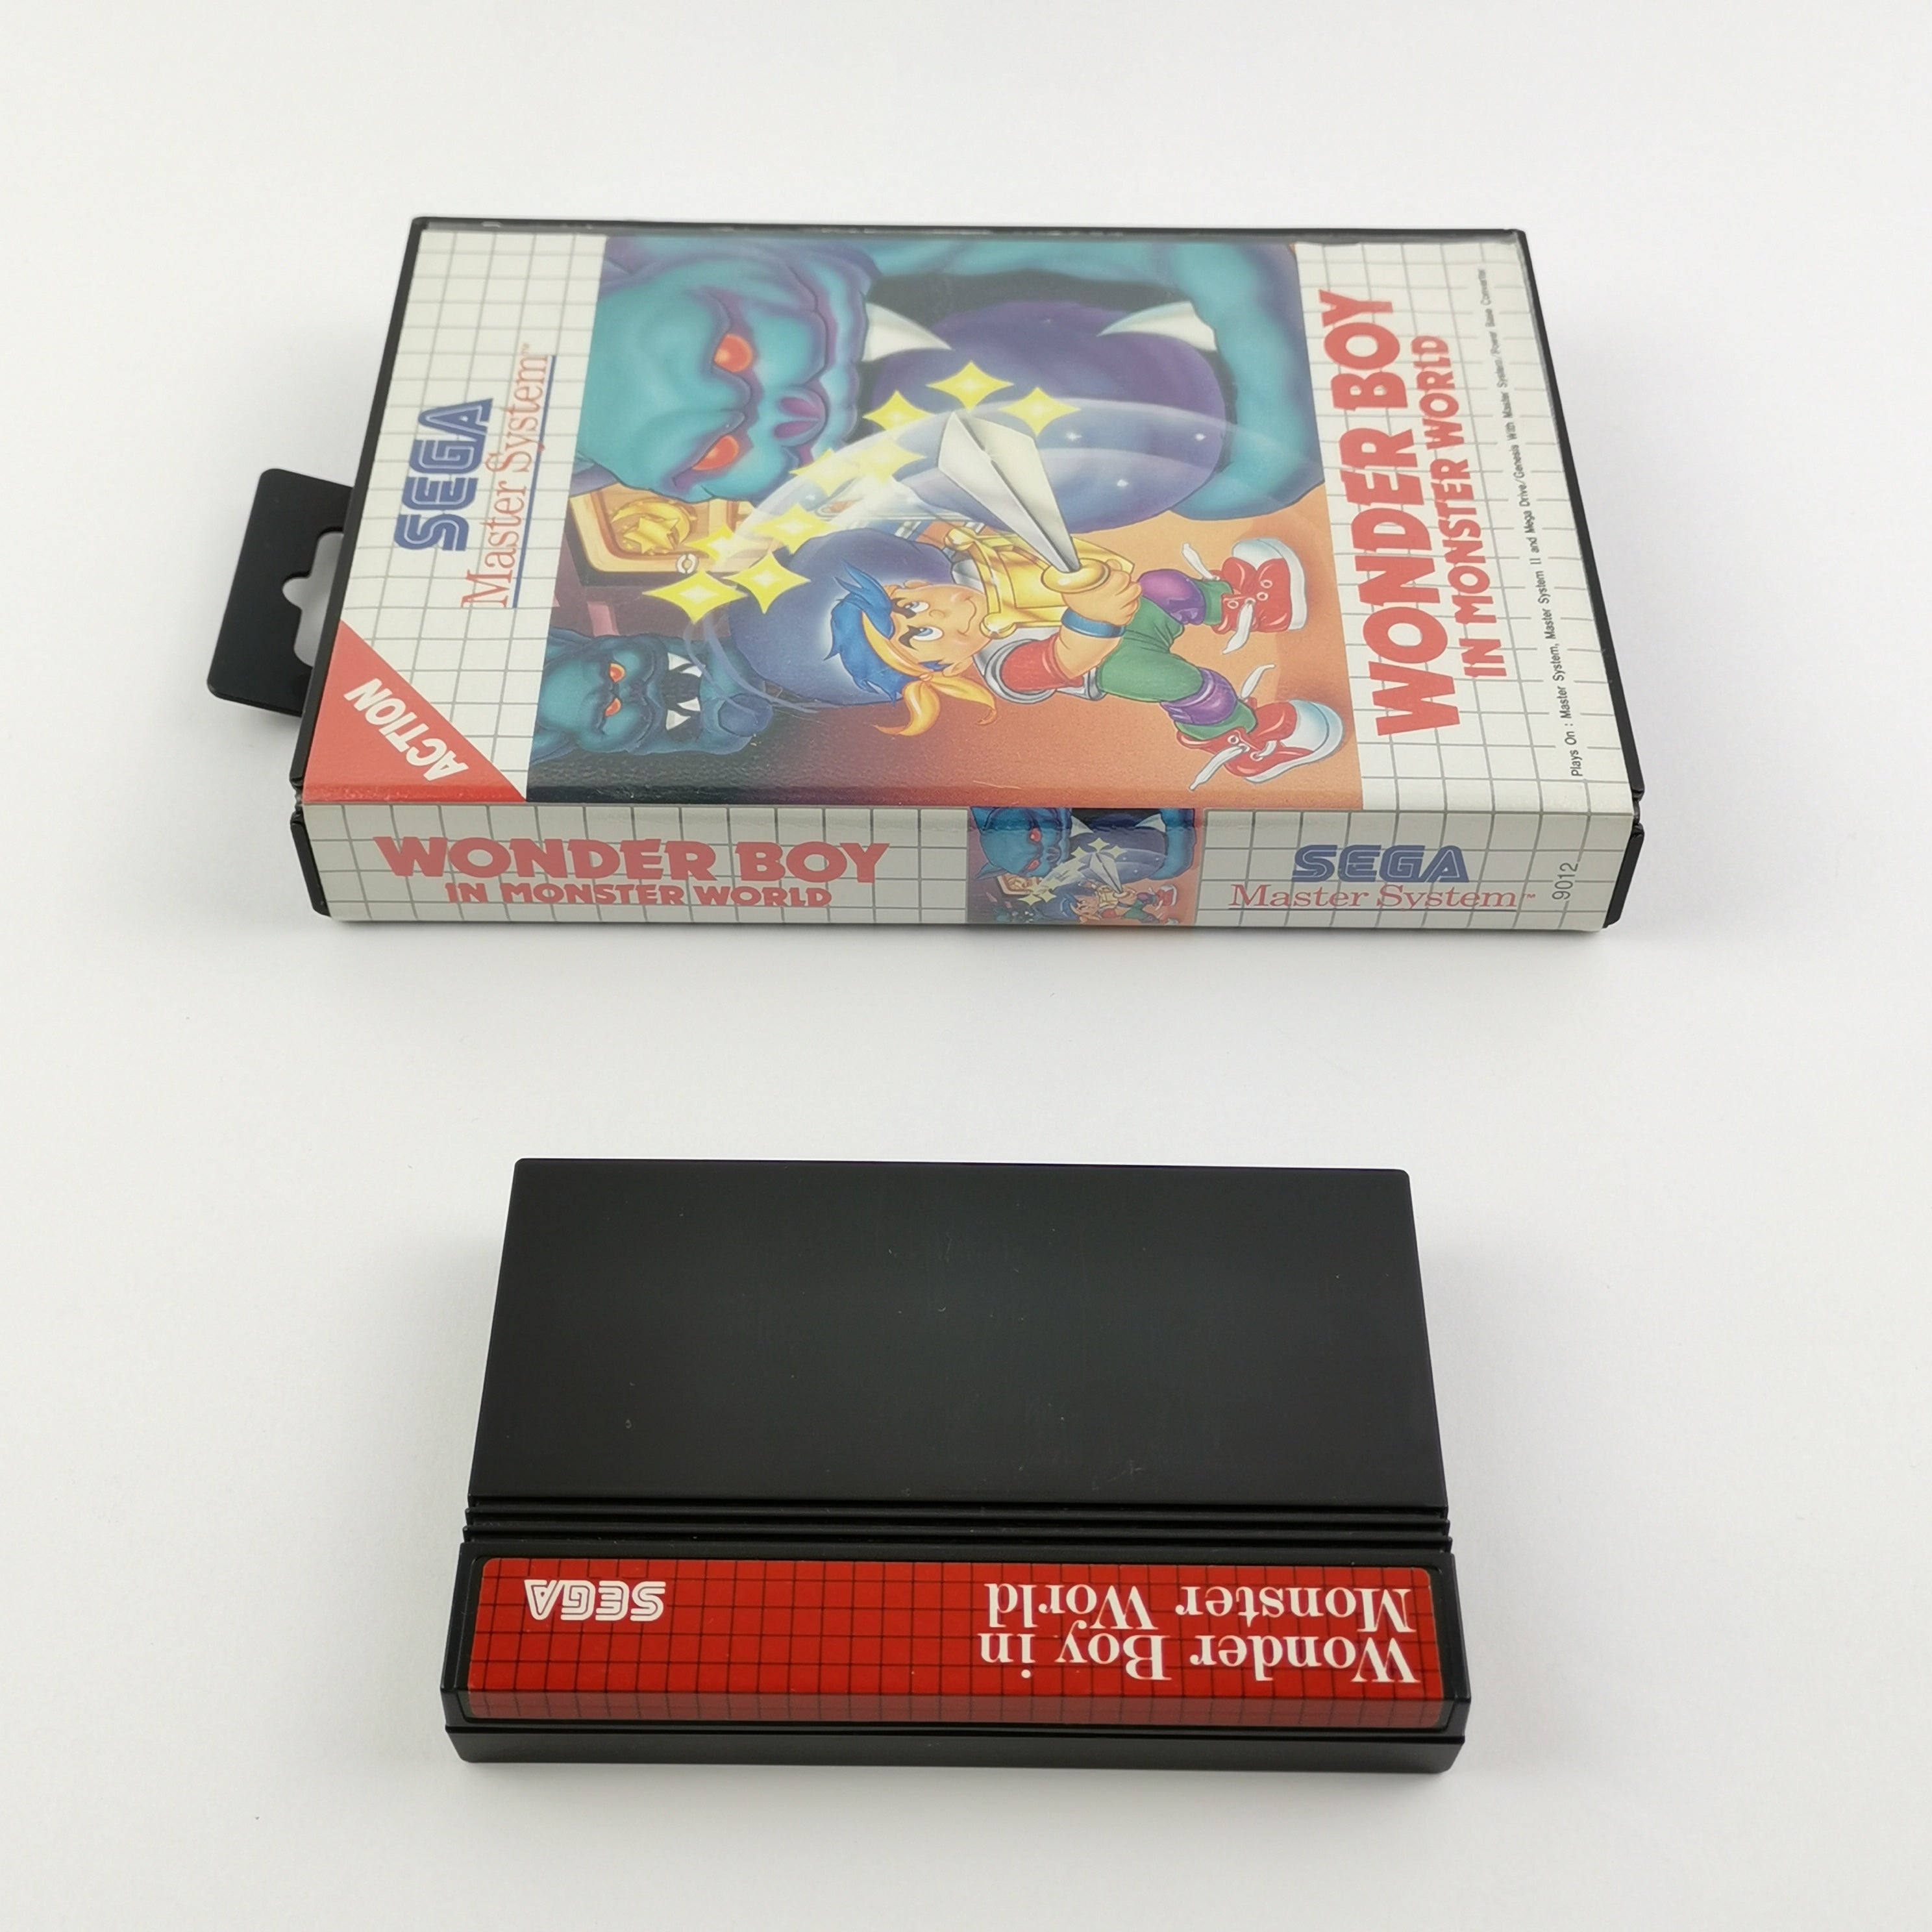 SEGA
Master System™
ACTION
WONDER BOY
IN MONSTER WORLD
Plays On : Master System, Master System II and Mega Drive/Genesis With Master System/Power Base Converter
WONDER BOY
IN MONSTER WORLD
SEGA
Master System™
9012
Wonder Boy in
Monster World
SEGA